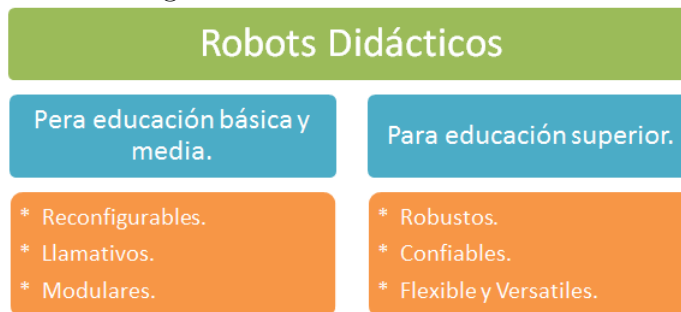 Robots Didácticos
Pera educación básica y
media.
Para educación superior.
* Reconfigurables.
* Llamativos.
* Modulares.
* Robustos.
* Confiables.
* Flexible y Versatiles.